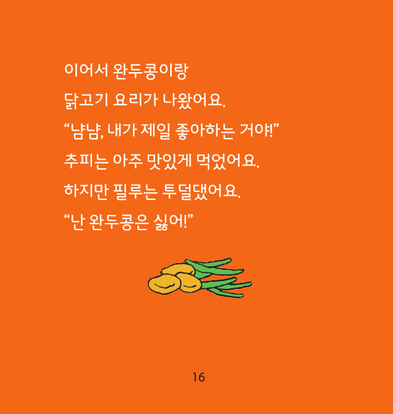 이어서 완두콩이랑
닭고기 요리가 나왔어요.
“냠냠, 내가 제일 좋아하는 거야!”
추피는 아주 맛있게 먹었어요.
하지만 필루는 투덜댔어요.
“난 완두콩은 싫어!”
16